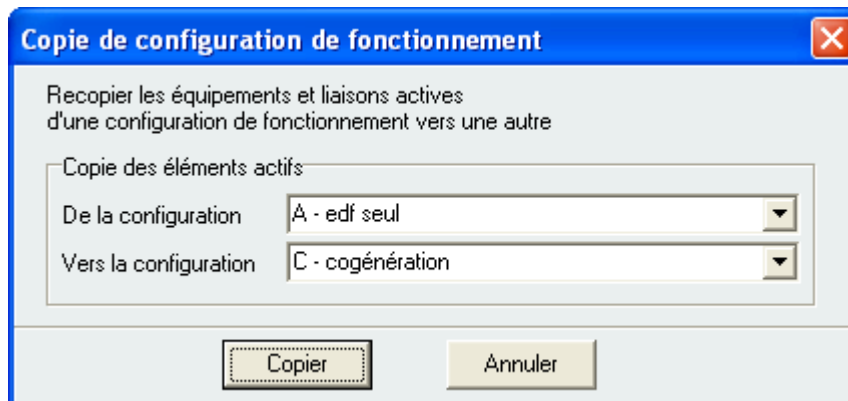 Copie de configuration de fonctionnement
Recopier les équipements et liaisons actives
d'une configuration de fonctionnement vers une autre
Copie des éléments actifs
De la configuration A - edf seul
Vers la configuration C - cogénération
Copier Annuler